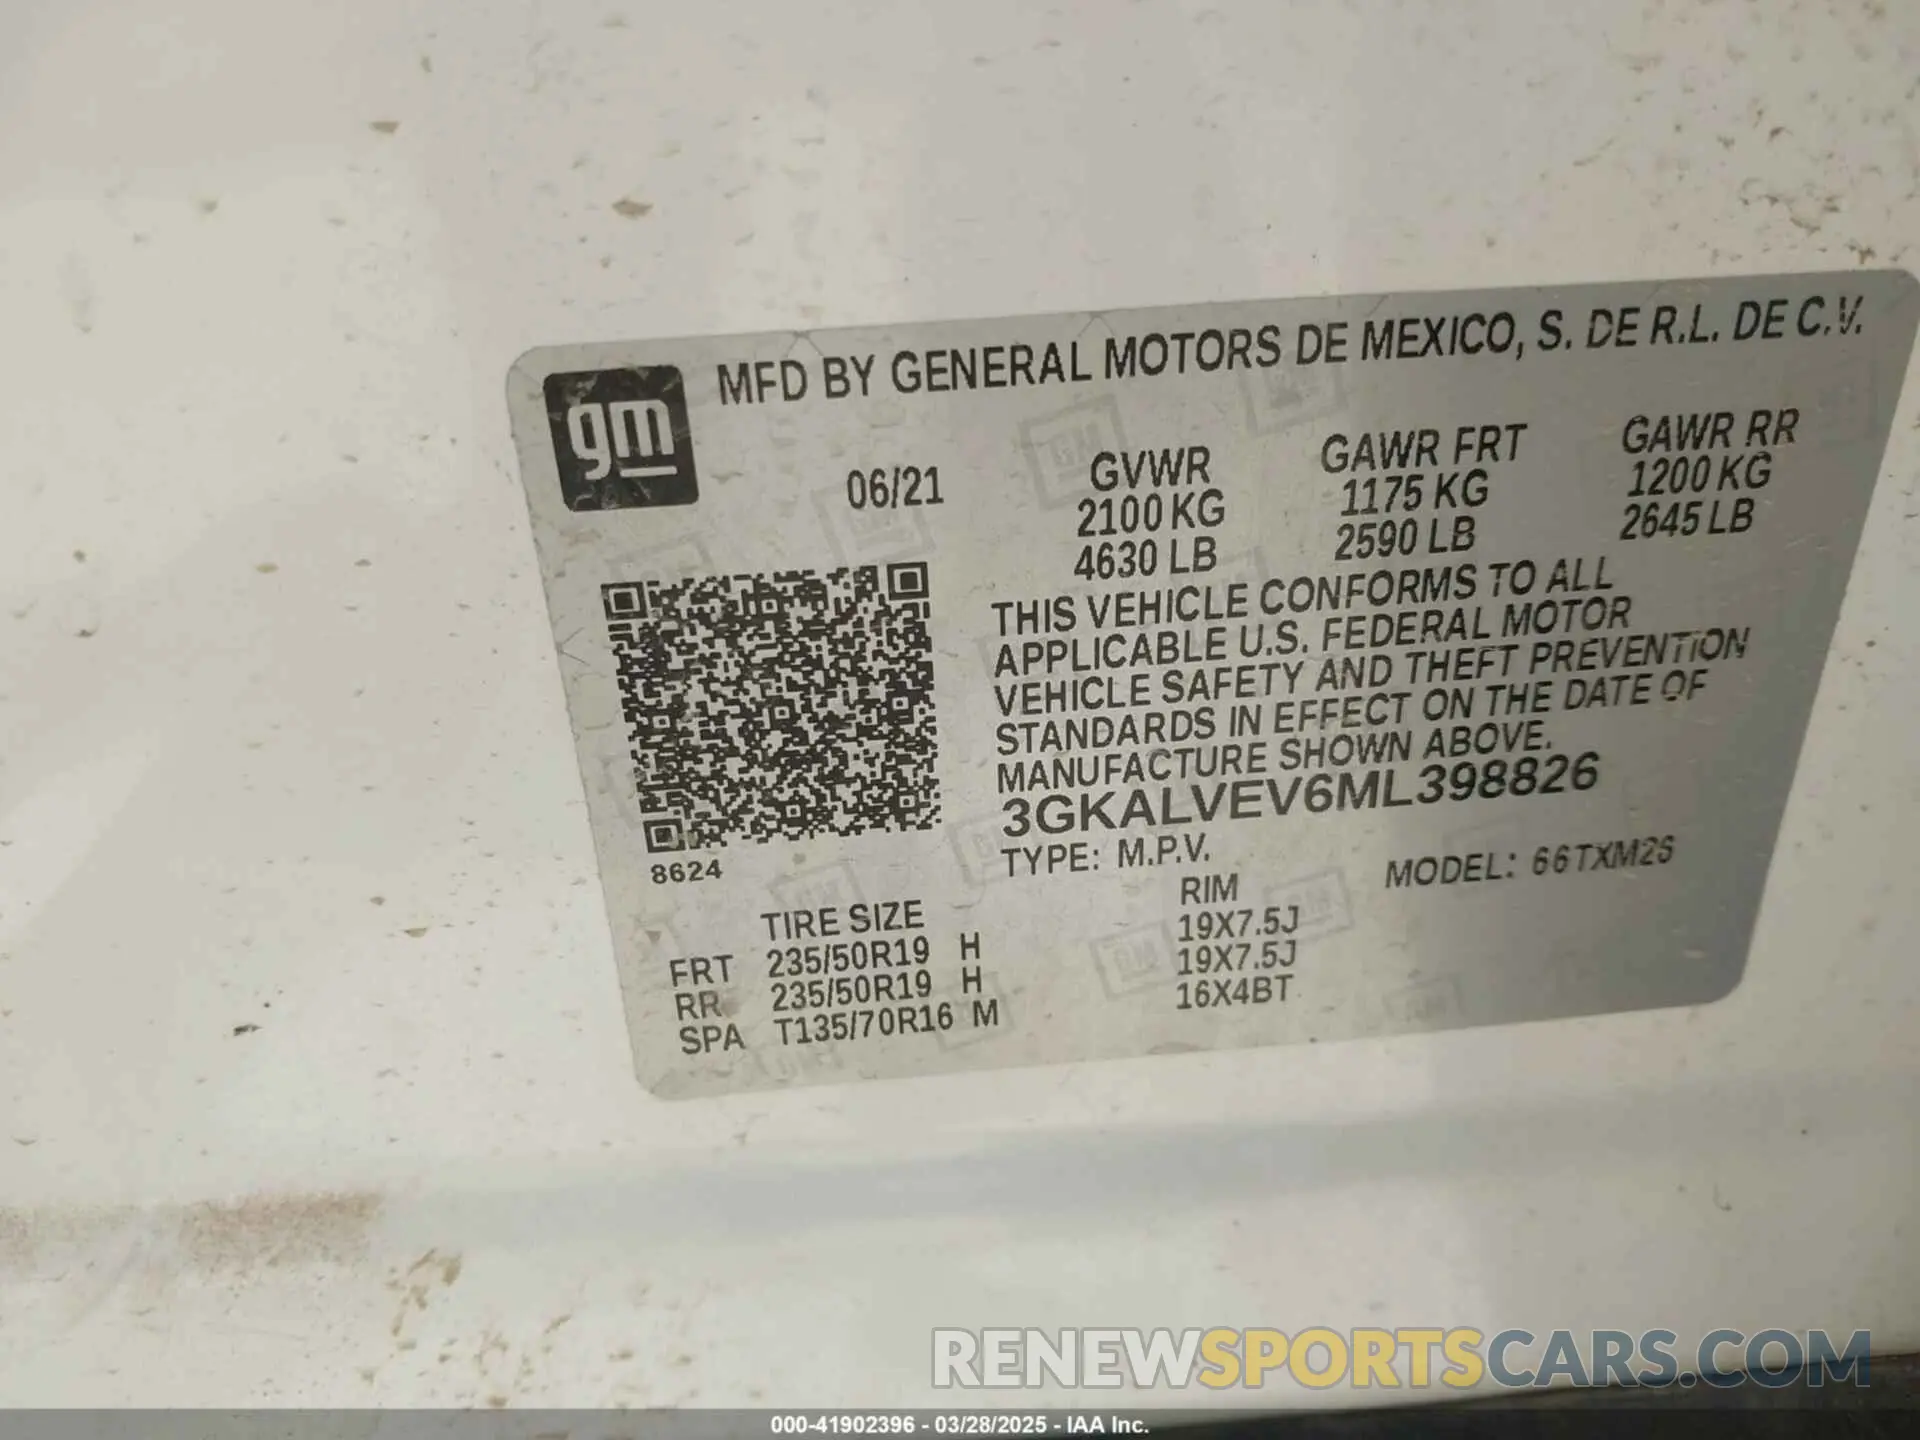 gm
MFD BY GENERAL MOTORS DE MEXICO, S. DE R.L. DE C.V.
06/21
GVWR
2100 KG
4630 LB
GAWR FRT
1175 KG
2590 LB
GAWR RR
1200 KG
2645 LB
THIS VEHICLE CONFORMS TO ALL
APPLICABLE U.S. FEDERAL MOTOR
VEHICLE SAFETY AND THEFT PREVENTION
STANDARDS IN EFFECT ON THE DATE OF
MANUFACTURE SHOWN ABOVE.
3GKALVEV6ML398826
TYPE: M.P.V.
MODEL: 66TXM26
8624
TIRE SIZE
RIM
FRT 235/50R19 H 19X7.5J
RR 235/50R19 H 19X7.5J
SPA T135/70R16 M 16X4BT
RENEWSPORTSCARS.COM
000-41902396 - 03/28/2025 - IAA Inc.